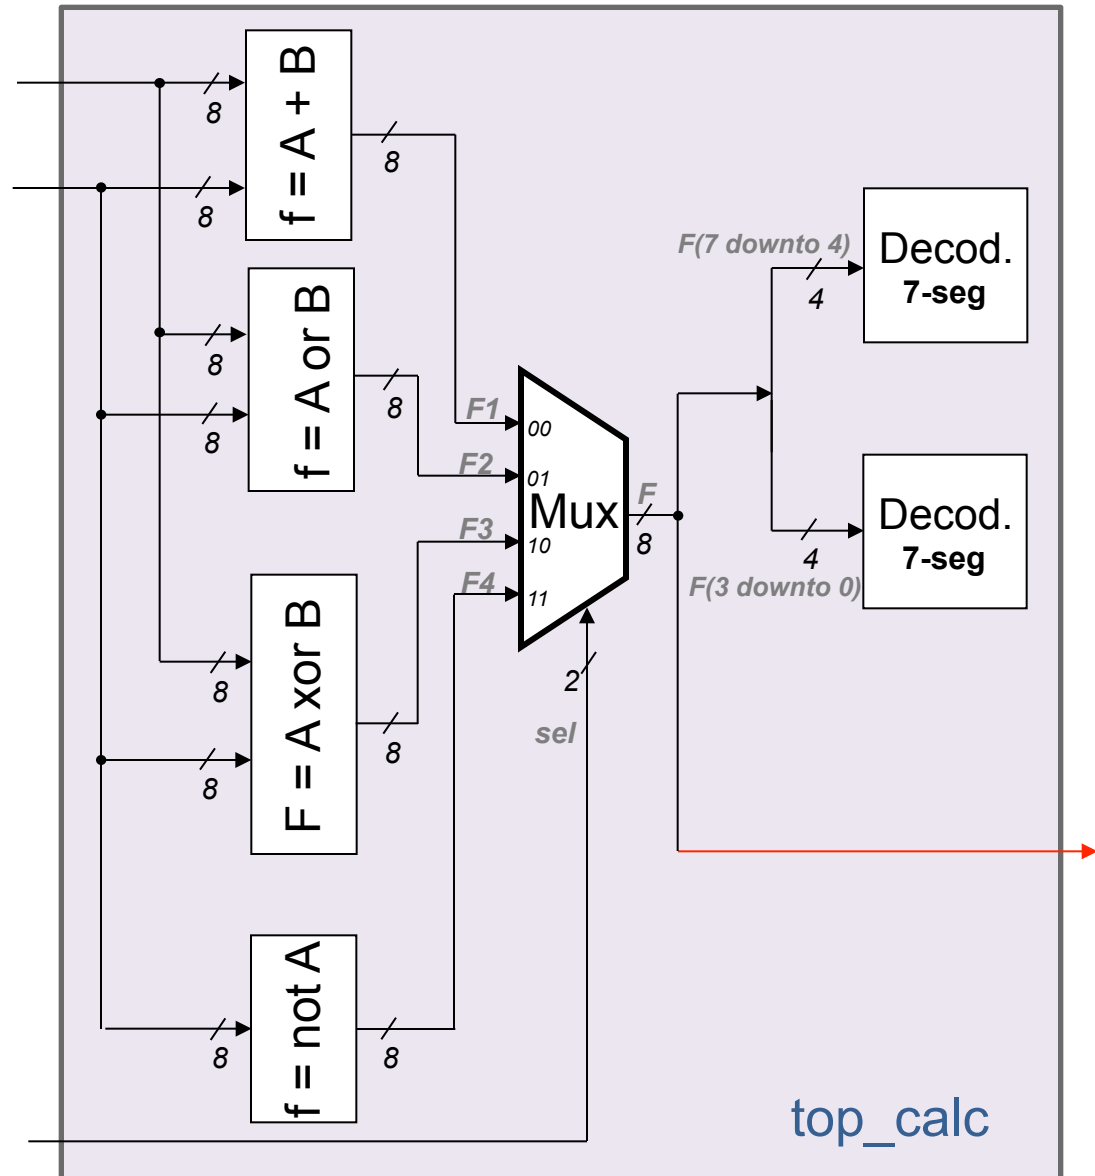 f = A + B
8
8
8
f = A or B
8
8
8
F = A xor B
8
8
8
f = not A
8
8
F1
F2
F3
F4
00
01
10
11
Mux
F
8
2
sel
F(7 downto 4)
4
Decod.
7-seg
4
F(3 downto 0)
Decod.
7-seg
top_calc